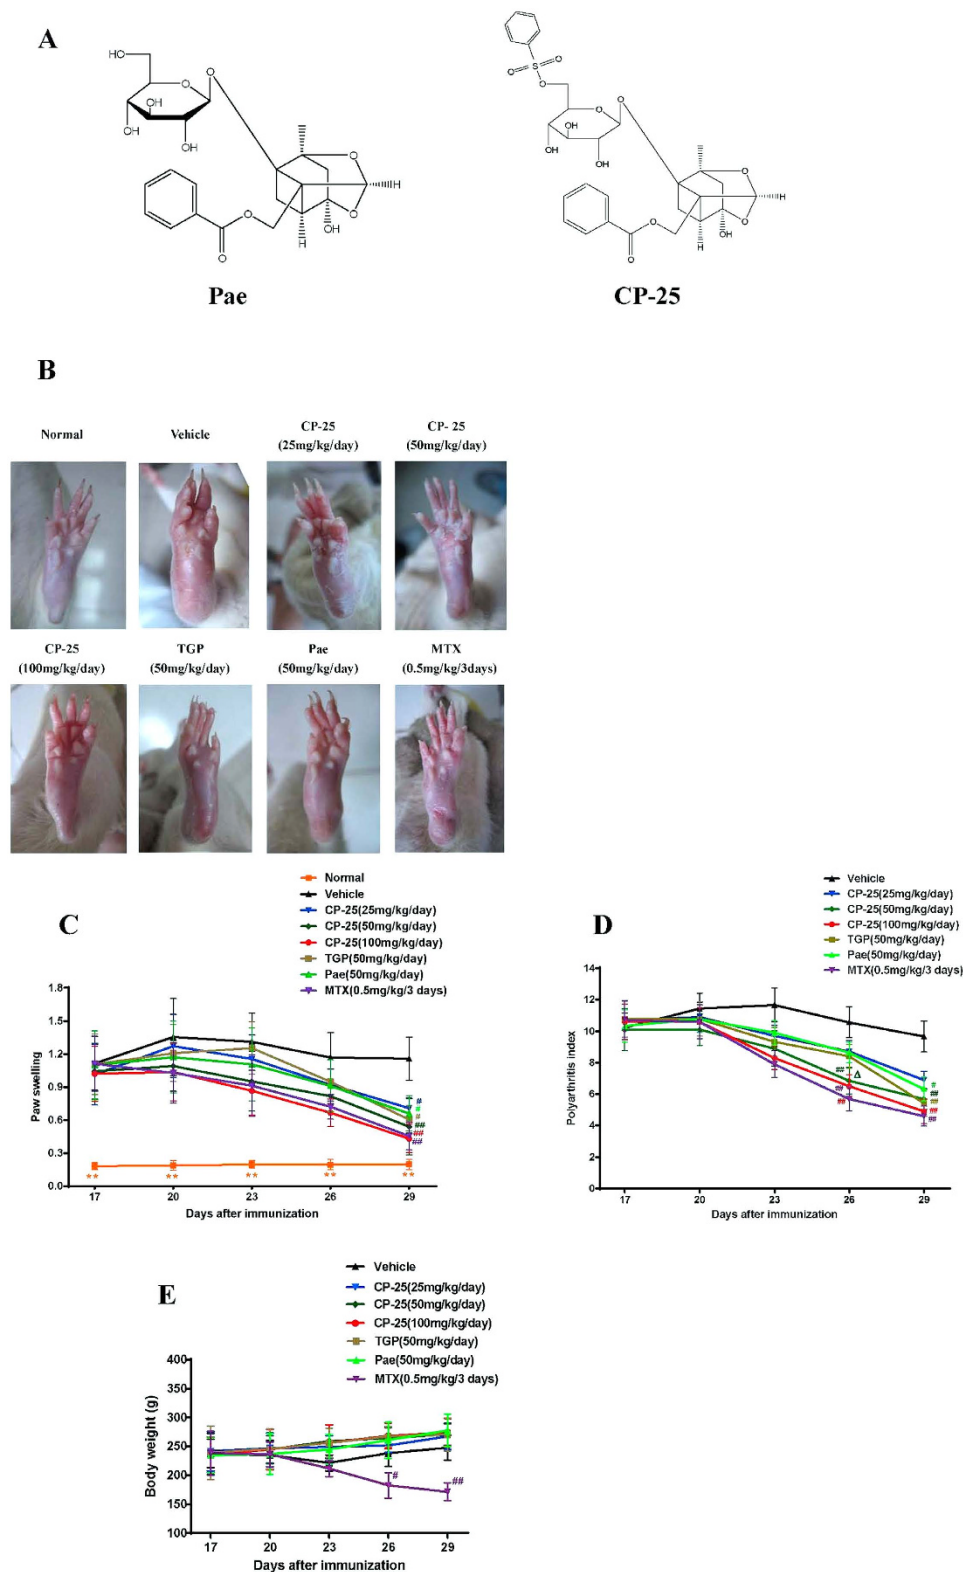 A
HO
O
O
OH
OH
OH
O
O
H
O
O
OH
H
Pae
O
S
O
O
O
O
OH
OH
OH
O
O
H
O
O
OH
H
CP-25
B
Normal
Vehicle
CP-25
(25mg/kg/day)
CP- 25
(50mg/kg/day)
CP-25
(100mg/kg/day)
TGP
(50mg/kg/day)
Pae
(50mg/kg/day)
MTX
(0.5mg/kg/3days)
C
Normal
Vehicle
CP-25(25mg/kg/day)
CP-25(50mg/kg/day)
CP-25(100mg/kg/day)
TGP(50mg/kg/day)
Pae(50mg/kg/day)
MTX(0.5mg/kg/3 days)
Paw swelling
1.8
1.5
1.2
0.9
0.6
0.3
0.0
#
#
#
##
##
##
** ** ** ** **
17 20 23 26 29
Days after immunization
D
Vehicle
CP-25(25mg/kg/day)
CP-25(50mg/kg/day)
CP-25(100mg/kg/day)
TGP(50mg/kg/day)
Pae(50mg/kg/day)
MTX(0.5mg/kg/3 days)
Polyarthritis index
14
12
10
8
6
4
2
0
## Δ
##
##
#
##
##
##
##
17 20 23 26 29
Days after immunization
E
Vehicle
CP-25(25mg/kg/day)
CP-25(50mg/kg/day)
CP-25(100mg/kg/day)
TGP(50mg/kg/day)
Pae(50mg/kg/day)
MTX(0.5mg/kg/3 days)
Body weight (g)
400
350
300
250
200
150
100
# ##
17 20 23 26 29
Days after immunization